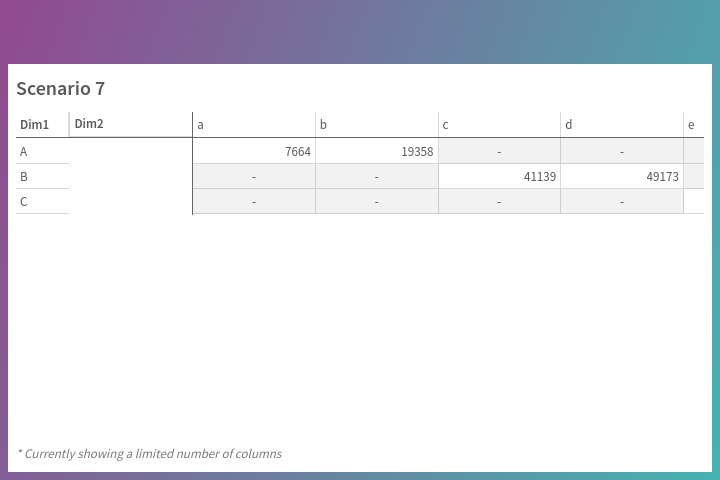 Scenario 7
Dim1 Dim2 a b c d e
A 7664 19358 - -
B - - 41139 49173
C - - - -
* Currently showing a limited number of columns